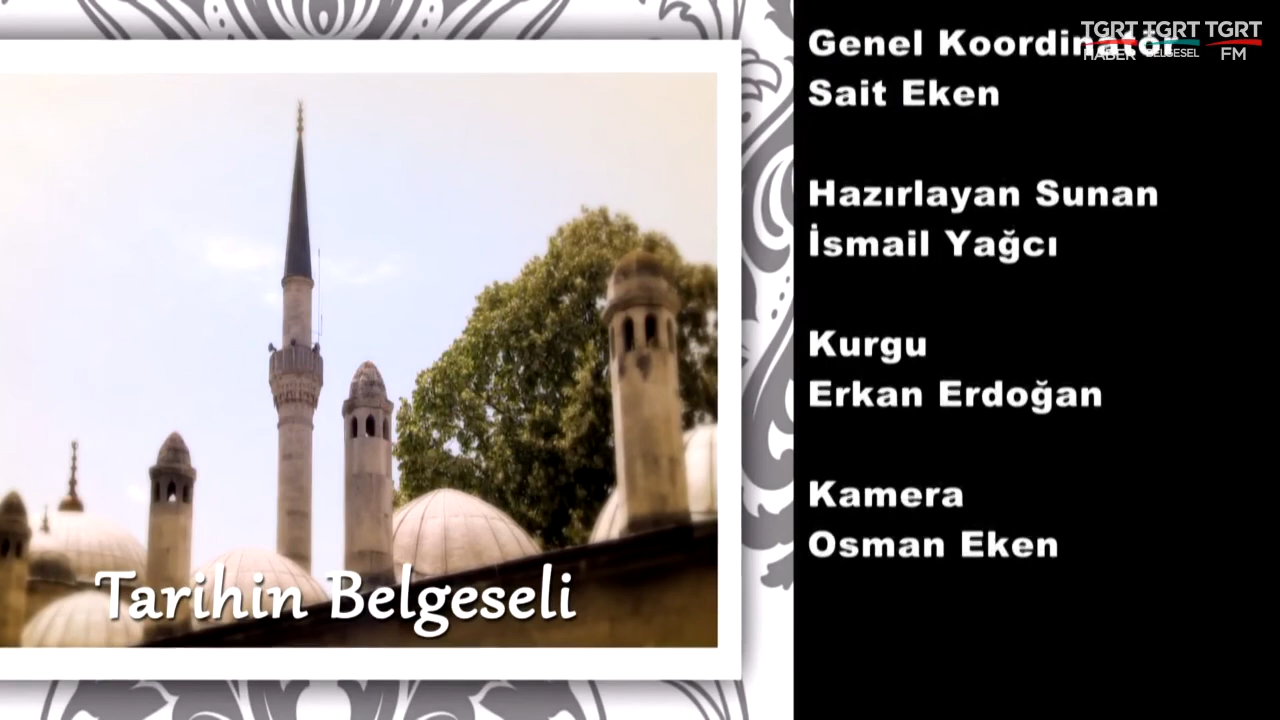 TGRT TGRT TGRT
HABER BELGESEL FM
Genel Koordinatör
Sait Eken
Hazırlayan Sunan
İsmail Yağcı
Kurgu
Erkan Erdoğan
Kamera
Osman Eken
Tarihin Belgeseli